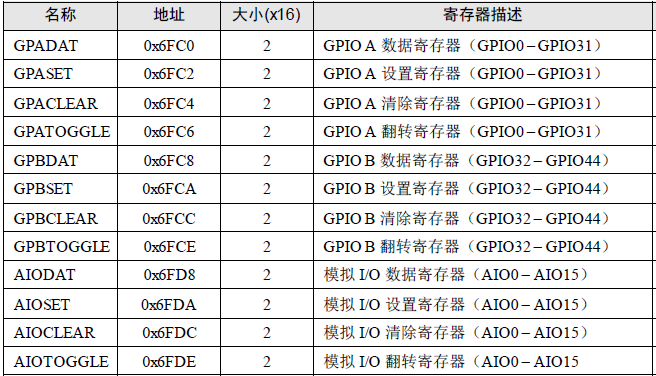 名称 地址 大小(x16) 寄存器描述
GPADAT 0x6FC0 2 GPIO A 数据寄存器（GPIO0－GPIO31）
GPASET 0x6FC2 2 GPIO A 设置寄存器（GPIO0－GPIO31）
GPACLEAR 0x6FC4 2 GPIO A 清除寄存器（GPIO0－GPIO31）
GPATOGGLE 0x6FC6 2 GPIO A 翻转寄存器（GPIO0－GPIO31）
GPBDAT 0x6FC8 2 GPIO B 数据寄存器（GPIO32－GPIO44）
GPBSET 0x6FCA 2 GPIO B 设置寄存器（GPIO32－GPIO44）
GPBCLEAR 0x6FCC 2 GPIO B 清除寄存器（GPIO32－GPIO44）
GPBTOGGLE 0x6FCE 2 GPIO B 翻转寄存器（GPIO32－GPIO44）
AIODAT 0x6FD8 2 模拟 I/O 数据寄存器（AIO0－AIO15）
AIOSET 0x6FDA 2 模拟 I/O 设置寄存器（AIO0－AIO15）
AIOCLEAR 0x6FDC 2 模拟 I/O 清除寄存器（AIO0－AIO15）
AIOTOGGLE 0x6FDE 2 模拟 I/O 翻转寄存器（AIO0－AIO15